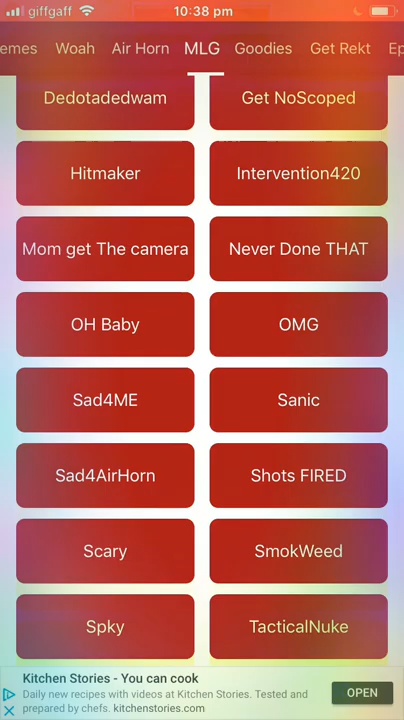 giffgaff 10:38 pm
emes Woah Air Horn MLG Goodies Get Rekt Ep
Dedotadedwam Get NoScoped
Hitmaker Intervention420
Mom get The camera Never Done THAT
OH Baby OMG
Sad4ME Sanic
Sad4AirHorn Shots FIRED
Scary SmokWeed
Spky TacticalNuke
Kitchen Stories - You can cook
Daily new recipes with videos at Kitchen Stories. Tested and
prepared by chefs. kitchenstories.com
OPEN